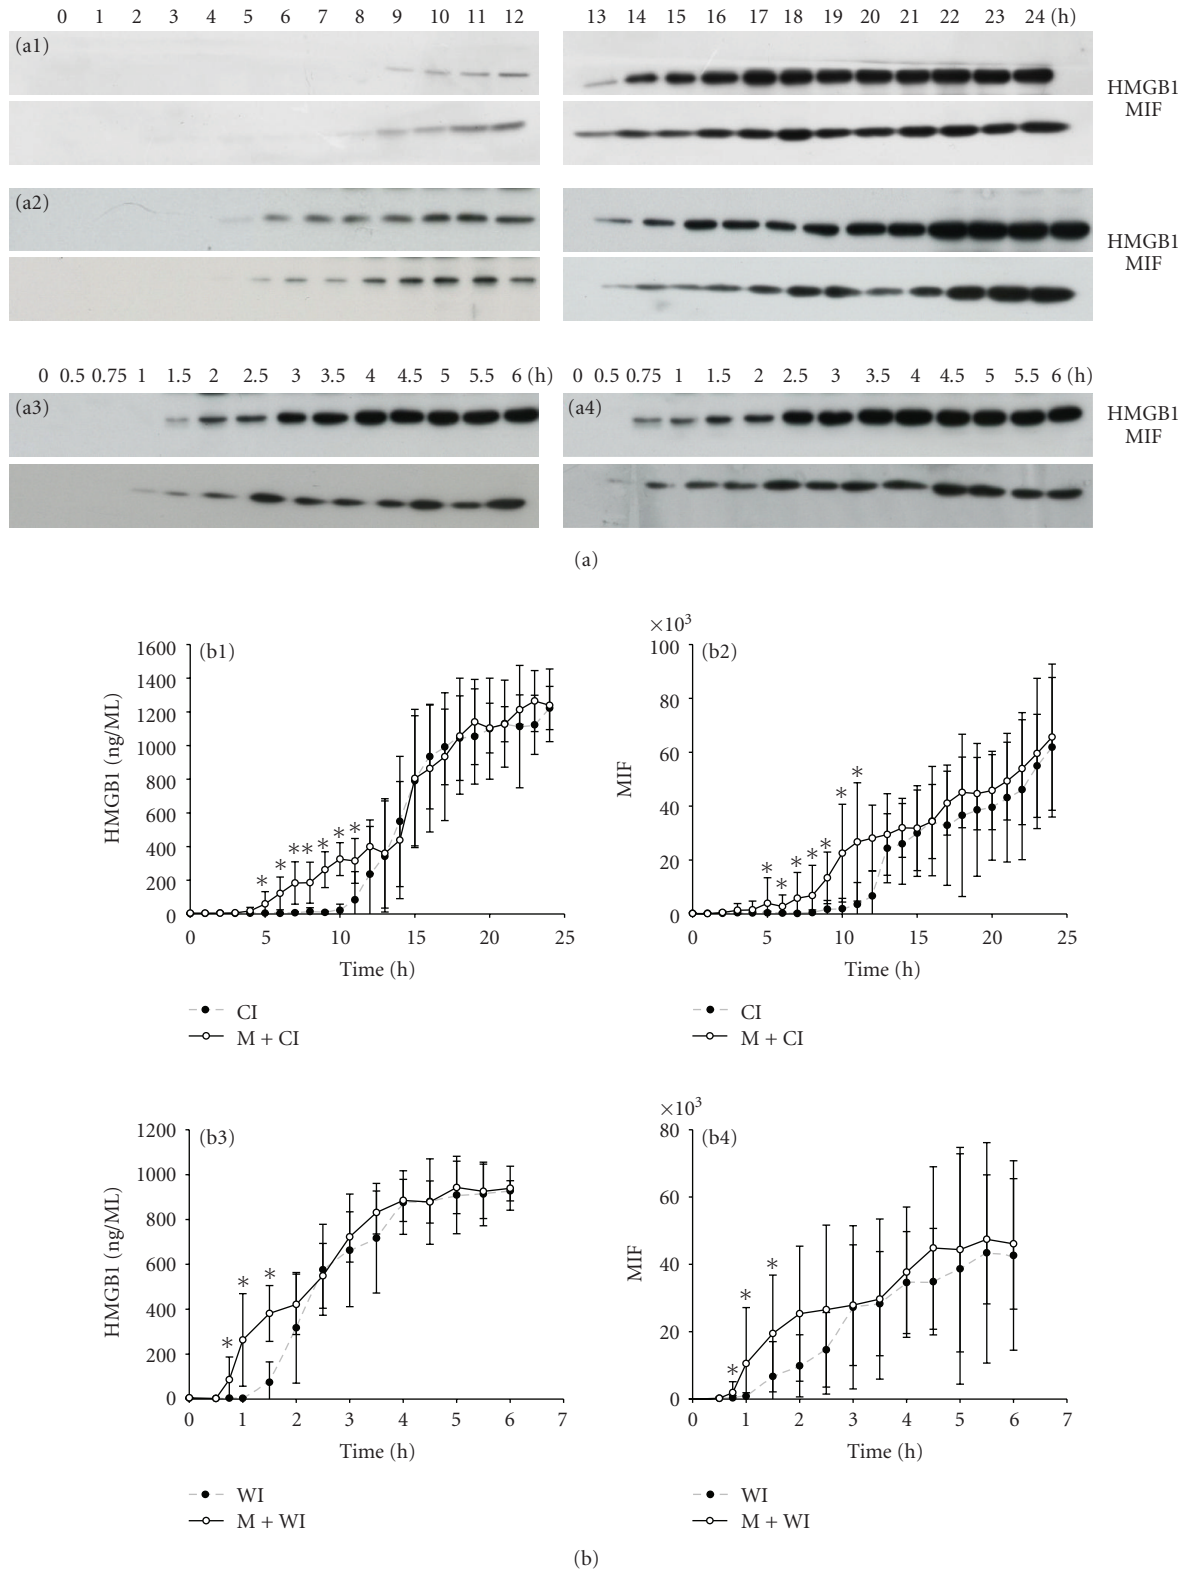 0 1 2 3 4 5 6 7 8 9 10 11 12 13 14 15 16 17 18 19 20 21 22 23 24 (h)
(a1)
HMGB1
MIF
(a2)
HMGB1
MIF
0 0.5 0.75 1 1.5 2 2.5 3 3.5 4 4.5 5 5.5 6 (h) 0 0.5 0.75 1 1.5 2 2.5 3 3.5 4 4.5 5 5.5 6 (h)
(a3) (a4)
HMGB1
MIF
(a)
(b1)
1600
1400
1200
1000
800
600
400
200
0
HMGB1 (ng/ML)
* * ** * * *
0 5 10 15 20 25
Time (h)
CI
M + CI
×10³
(b2)
100
80
60
40
20
0
MIF
* * * * * * *
0 5 10 15 20 25
Time (h)
CI
M + CI
(b3)
1200
1000
800
600
400
200
0
HMGB1 (ng/ML)
* * *
0 1 2 3 4 5 6 7
Time (h)
WI
M + WI
×10³
(b4)
80
60
40
20
0
MIF
* * *
0 1 2 3 4 5 6 7
Time (h)
WI
M + WI
(b)